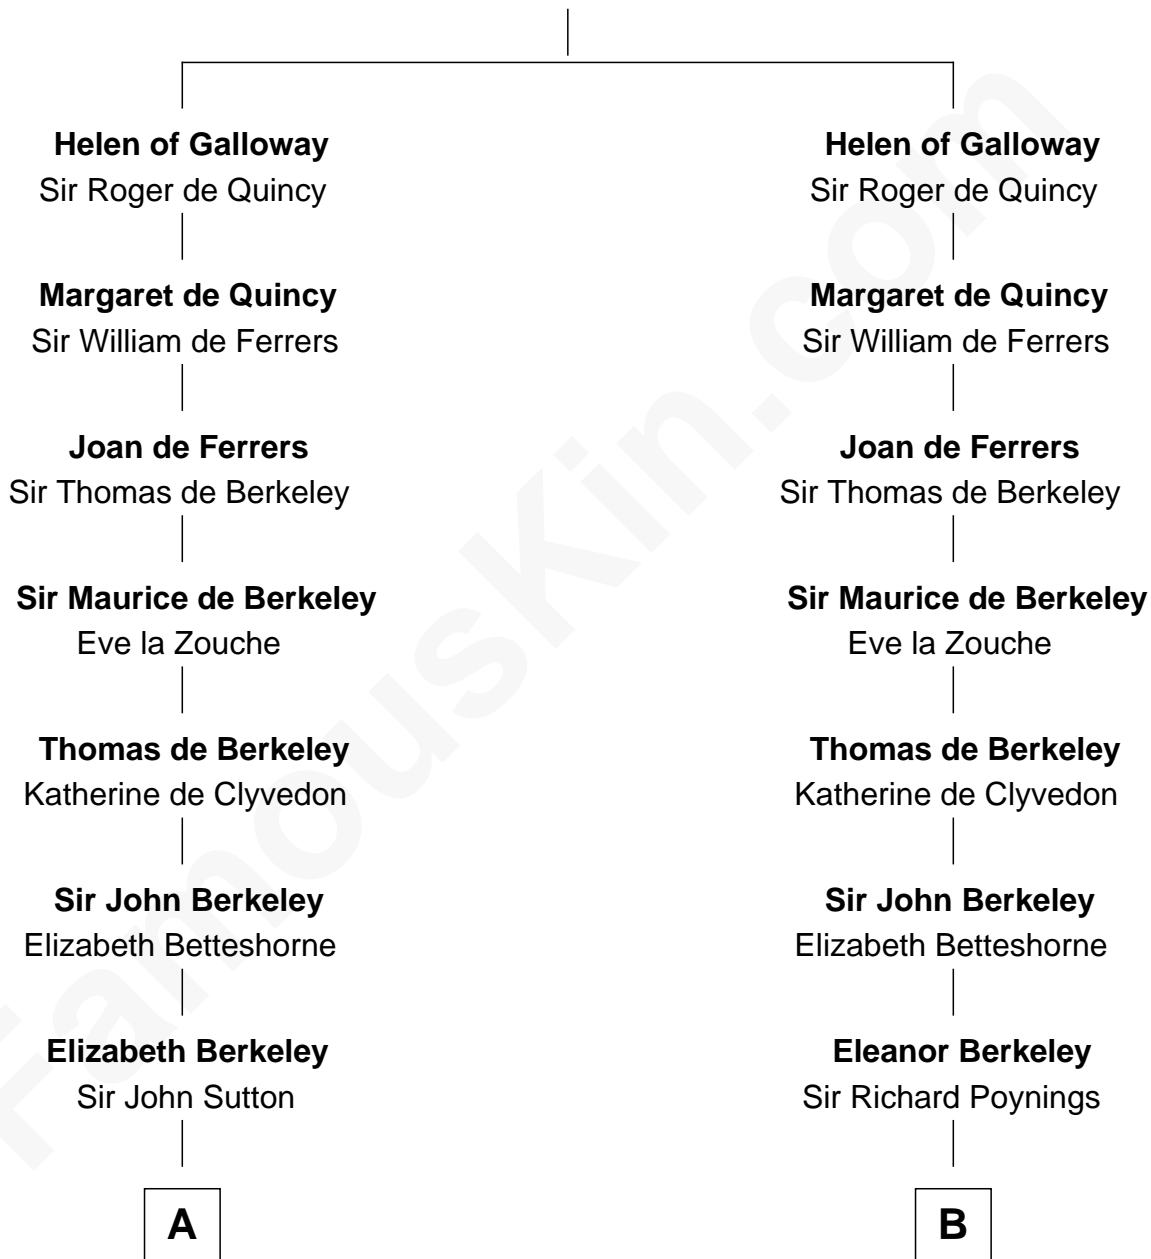 Helen of Galloway
Sir Roger de Quincy
Margaret de Quincy
Sir William de Ferrers
Joan de Ferrers
Sir Thomas de Berkeley
Sir Maurice de Berkeley
Eve la Zouche
Thomas de Berkeley
Katherine de Clyvedon
Sir John Berkeley
Elizabeth Betteshorne
Elizabeth Berkeley
Sir John Sutton
A
Helen of Galloway
Sir Roger de Quincy
Margaret de Quincy
Sir William de Ferrers
Joan de Ferrers
Sir Thomas de Berkeley
Sir Maurice de Berkeley
Eve la Zouche
Thomas de Berkeley
Katherine de Clyvedon
Sir John Berkeley
Elizabeth Betteshorne
Eleanor Berkeley
Sir Richard Poynings
B
FamousKin.com